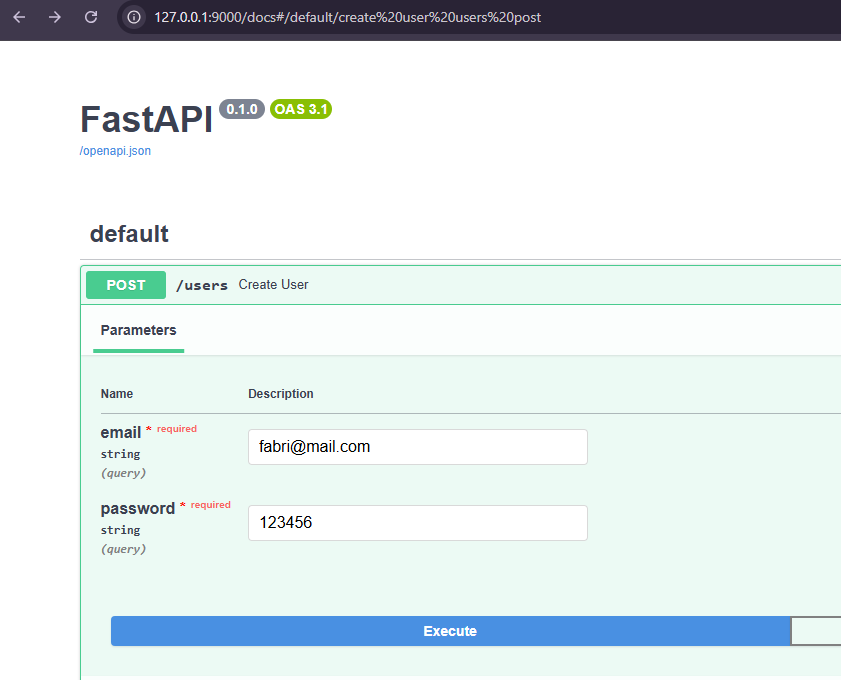 127.0.0.1:9000/docs#/default/create%20user%20users%20post
FastAPI 0.1.0 OAS 3.1
/openapi.json
default
POST /users Create User
Parameters
Name Description
email * required
string
(query)
fabri@mail.com
password * required
string
(query)
123456
Execute